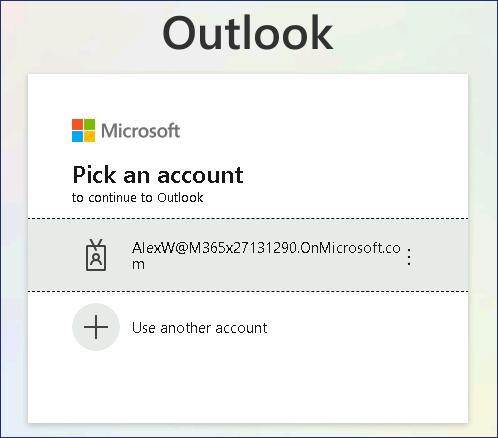 Outlook
Microsoft
Pick an account
to continue to Outlook
AlexW@M365x27131290.OnMicrosoft.co
m
Use another account